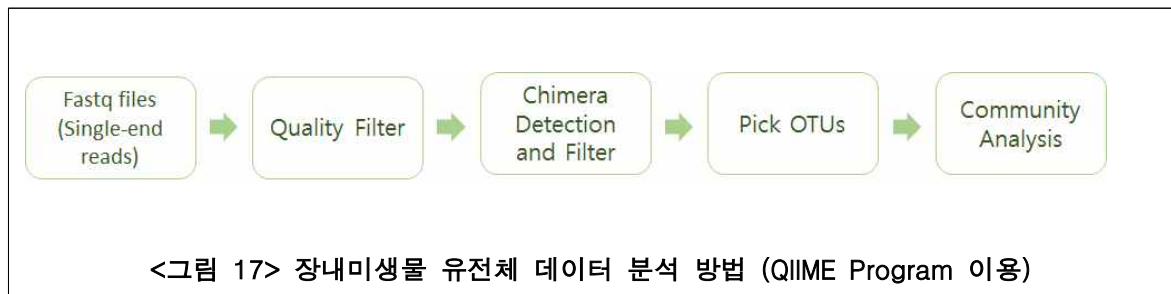 Fastq files
(Single-end
reads)
Quality Filter
Chimera
Detection
and Filter
Pick OTUs
Community
Analysis
<그림 17> 장내미생물 유전체 데이터 분석 방법 (QIIME Program 이용)